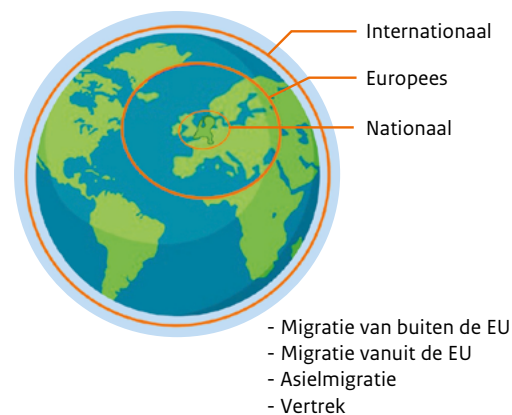 Internationaal
Europees
Nationaal
- Migratie van buiten de EU
- Migratie vanuit de EU
- Asielmigratie
- Vertrek